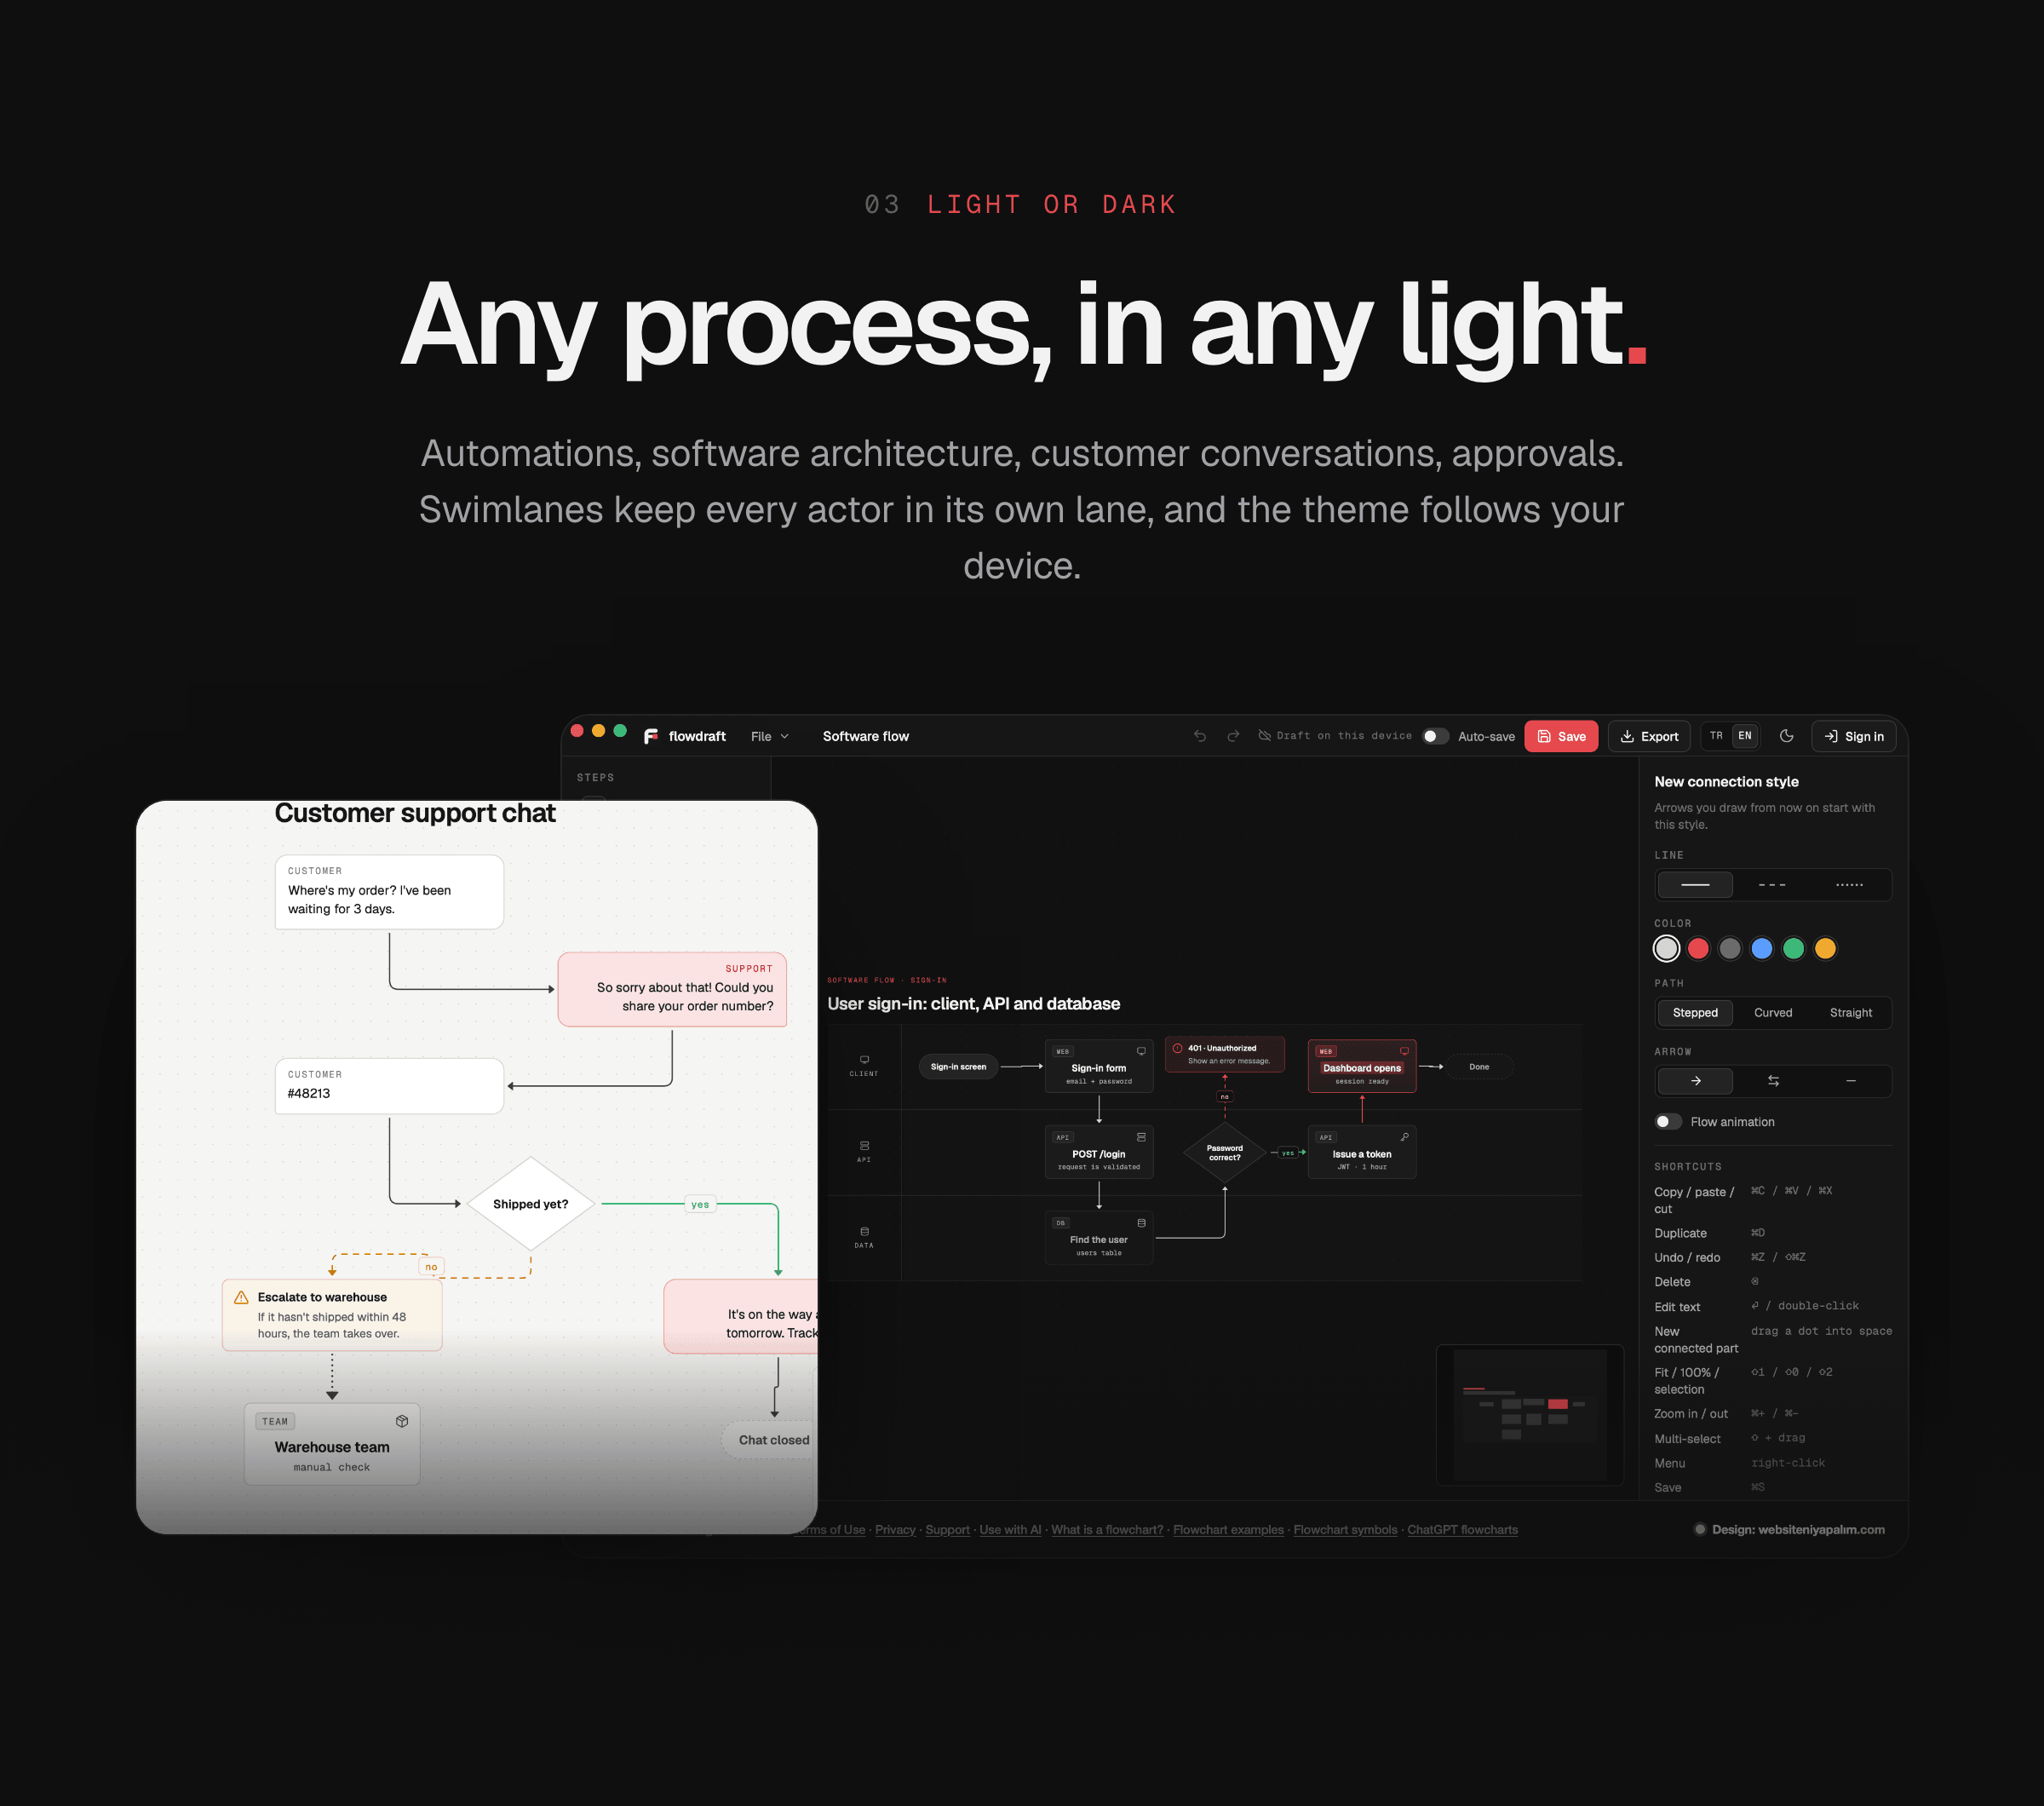 03 LIGHT OR DARK
Any process, in any light.
Automations, software architecture, customer conversations, approvals.
Swimlanes keep every actor in its own lane, and the theme follows your
device.
flowdraft
File
Software flow
Draft on this device
Auto-save
Save
Export
TR
EN
Sign in
STEPS
Customer support chat
CUSTOMER
Where's my order? I've been
waiting for 3 days.
SUPPORT
So sorry about that! Could you
share your order number?
CUSTOMER
#48213
Shipped yet?
yes
no
Escalate to warehouse
If it hasn't shipped within 48
hours, the team takes over.
It's on the way
tomorrow. Track
TEAM
Warehouse team
manual check
Chat closed
SOFTWARE FLOW · SIGN-IN
User sign-in: client, API and database
CLIENT
Sign-in screen
WEB
Sign-in form
email + password
401 · Unauthorized
Show an error message.
WEB
Dashboard opens
session ready
Done
no
API
API
POST /login
request is validated
Password
correct?
yes
API
Issue a token
JWT · 1 hour
DATA
DB
Find the user
users table
New connection style
Arrows you draw from now on start with
this style.
LINE
COLOR
PATH
Stepped
Curved
Straight
ARROW
Flow animation
SHORTCUTS
Copy / paste / ⌘C / ⌘V / ⌘X
cut
Duplicate ⌘D
Undo / redo ⌘Z / ⇧⌘Z
Delete ⌫
Edit text ⏎ / double-click
New drag a dot into space
connected part
Fit / 100% / ⇧1 / ⇧0 / ⇧2
selection
Zoom in / out ⌘+ / ⌘−
Multi-select ⇧ + drag
Menu right-click
Save ⌘S
erms of Use · Privacy · Support · Use with AI · What is a flowchart? · Flowchart examples · Flowchart symbols · ChatGPT flowcharts
Design: websiteniyapalım.com